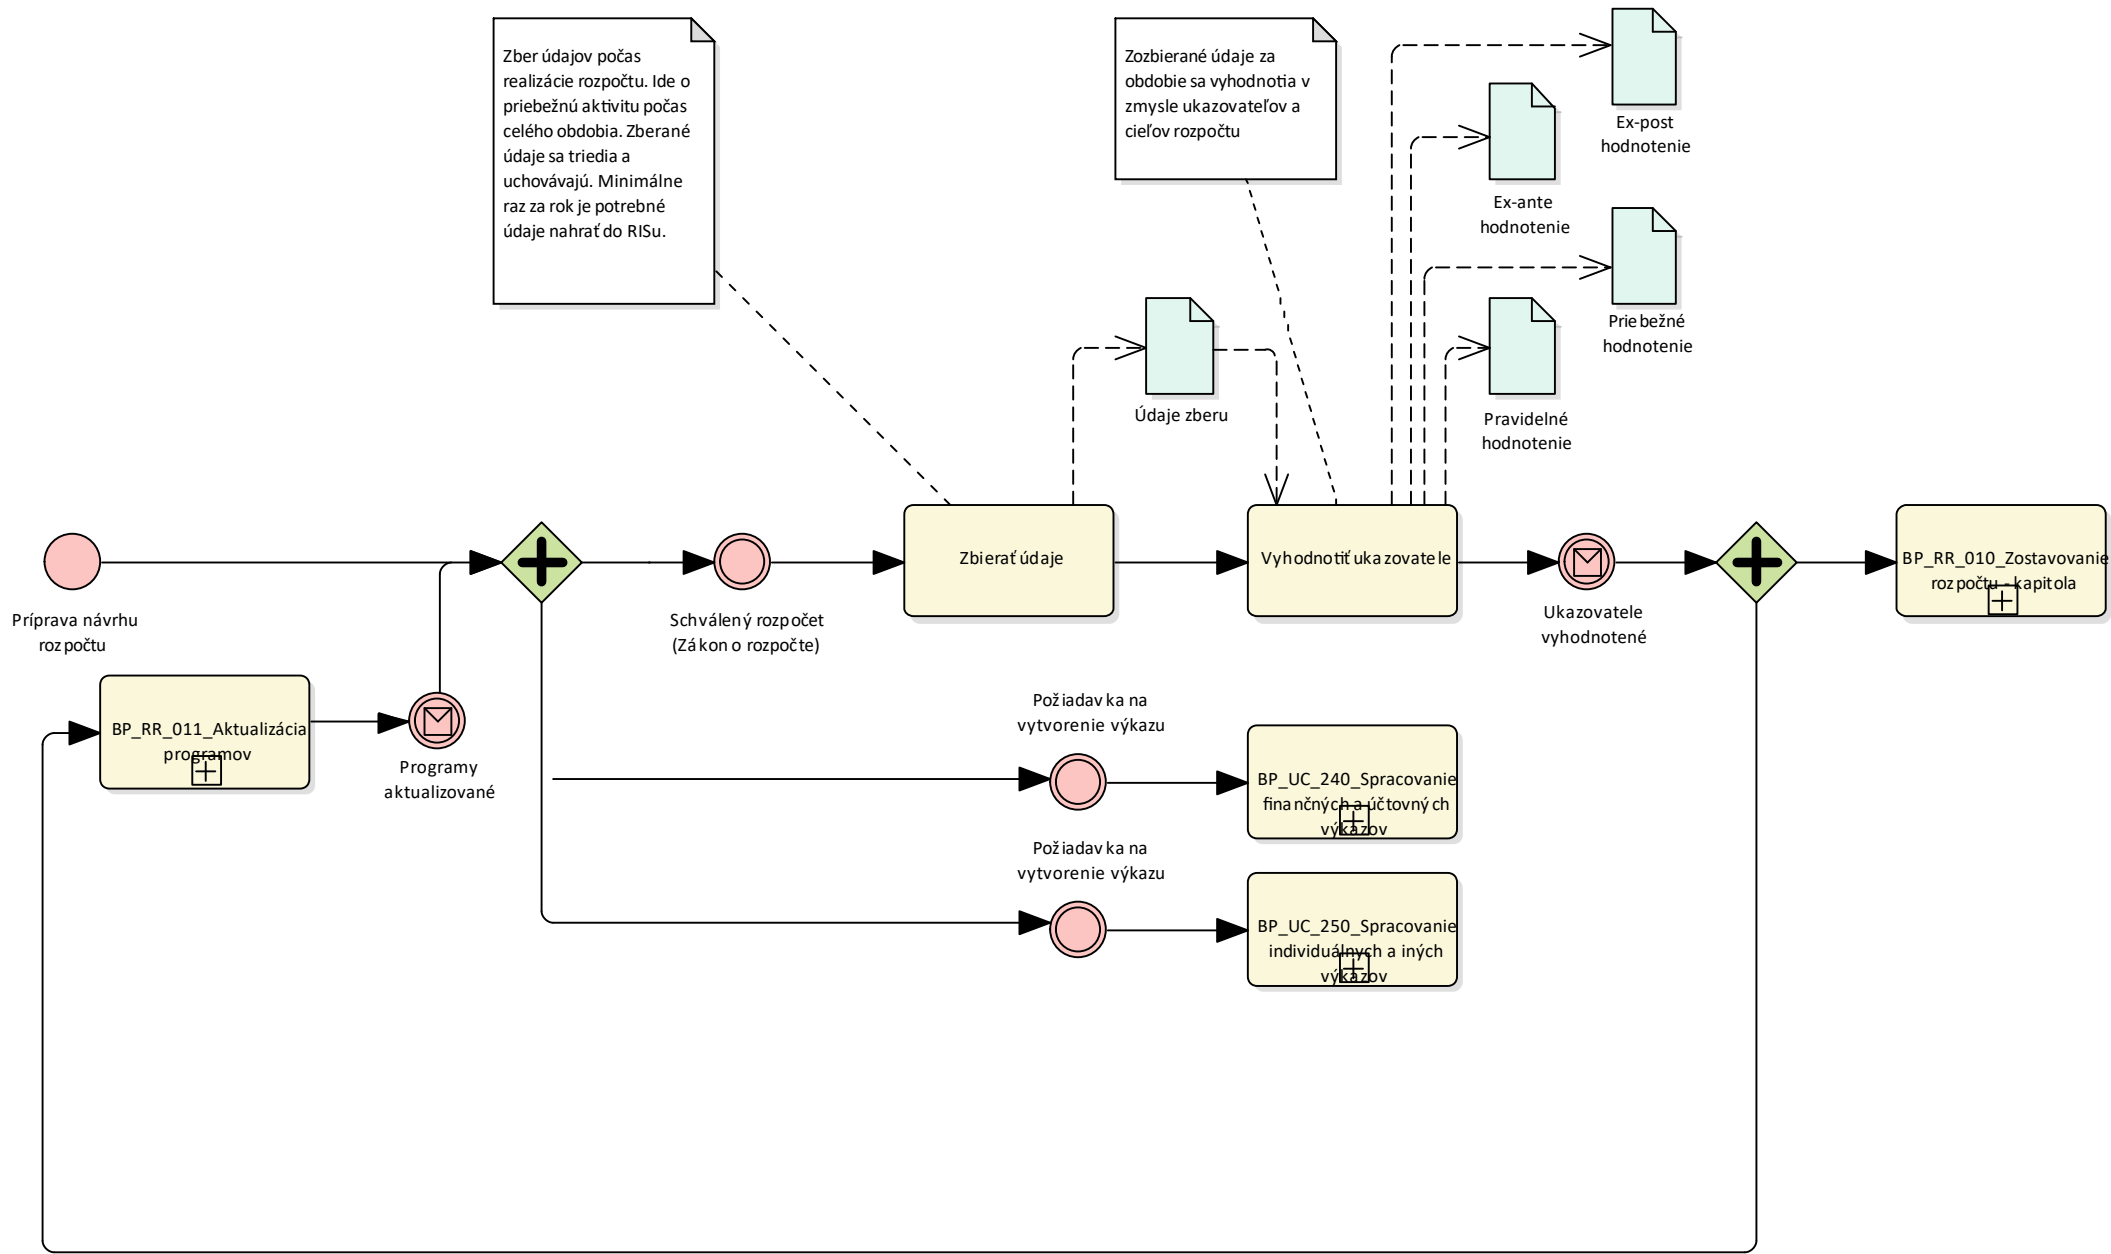 Zber údajov počas
realizácie rozpočtu. Ide o
priebežnú aktivitu počas
celého obdobia. Zberané
údaje sa triedia a
uchovávajú. Minimálne
raz za rok je potrebné
údaje nahrať do RISu.
Zozbierané údaje za
obdobie sa vyhodnotia v
zmysle ukazovateľov a
cieľov rozpočtu
Ex-post
hodnotenie
Ex-ante
hodnotenie
Priebežné
hodnotenie
Pravidelné
hodnotenie
Údaje zberu
Príprava návrhu
rozpočtu
Schválený rozpočet
(Zákon o rozpočte)
Zbierať údaje
Vyhodnotiť ukazovatele
Ukazovatele
vyhodnotené
BP_RR_010_Zostavovanie
rozpočtu - kapitola
BP_RR_011_Aktualizácia
programov
Programy
aktualizované
Požiadavka na
vytvorenie výkazu
BP_UC_240_Spracovanie
finančných a účtovných
výkazov
Požiadavka na
vytvorenie výkazu
BP_UC_250_Spracovanie
individuálnych a iných
výkazov